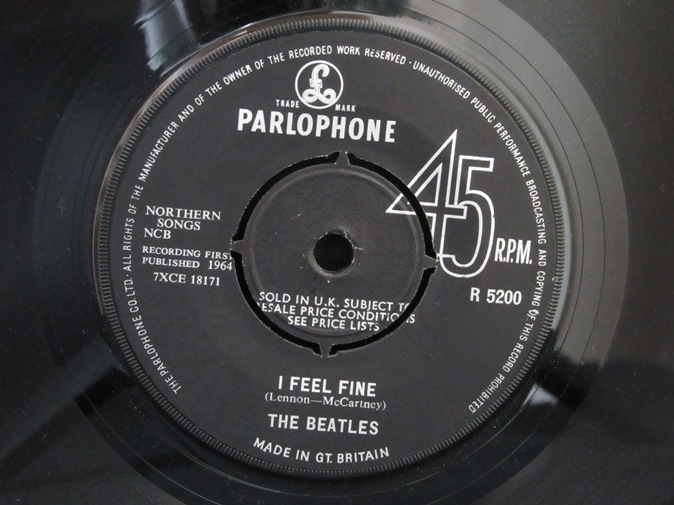 THE PARLOPHONE CO.LTD. · ALL RIGHTS OF THE MANUFACTURER AND OF THE OWNER OF THE RECORDED WORK RESERVED · UNAUTHORISED PUBLIC PERFORMANCE BROADCASTING AND COPYING OF THIS RECORD PROHIBITED
£
TRADE MARK
PARLOPHONE
45
R.P.M.
NORTHERN
SONGS
NCB
RECORDING FIRST
PUBLISHED 1964
7XCE 18171
R 5200
SOLD IN U.K. SUBJECT TO
RESALE PRICE CONDITIONS
SEE PRICE LISTS
I FEEL FINE
(Lennon—McCartney)
THE BEATLES
MADE IN GT. BRITAIN